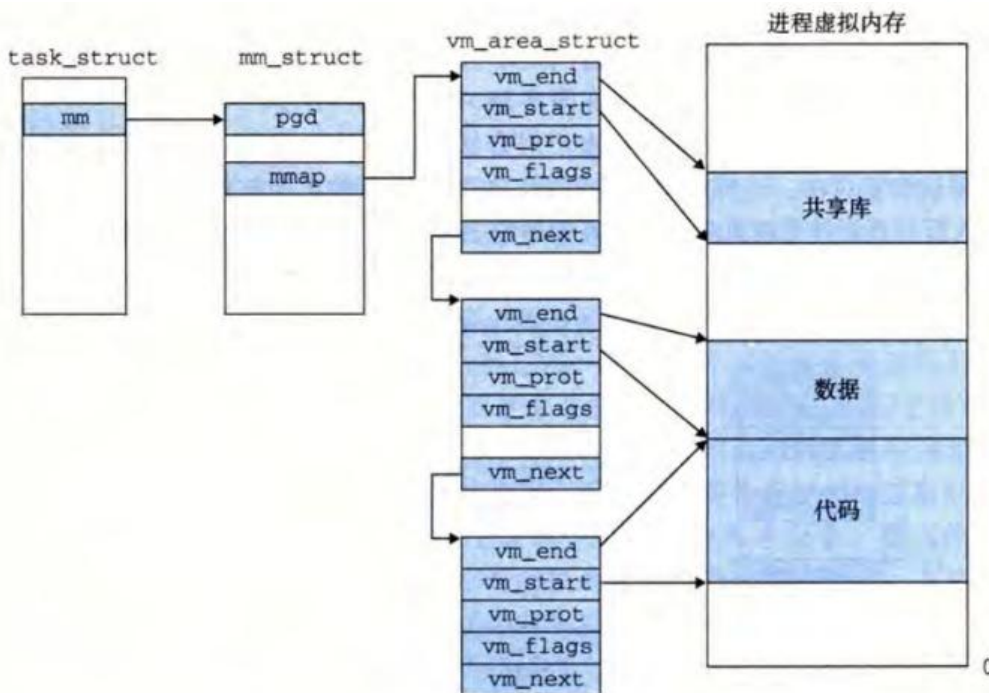 task_struct
mm
mm_struct
pgd
mmap
vm_area_struct
vm_end
vm_start
vm_prot
vm_flags
vm_next
vm_end
vm_start
vm_prot
vm_flags
vm_next
vm_end
vm_start
vm_prot
vm_flags
vm_next
进程虚拟内存
共享库
数据
代码
0